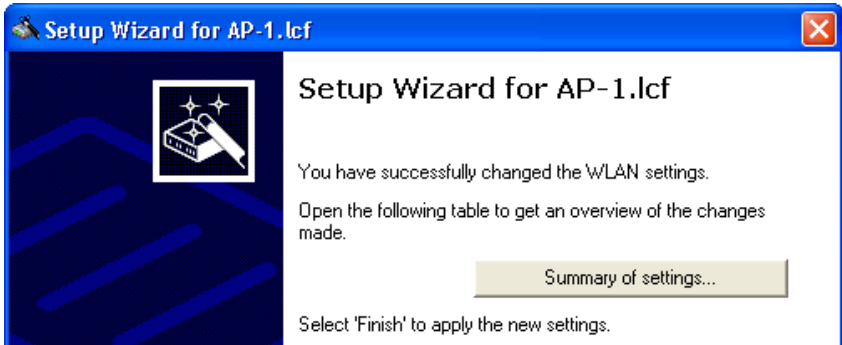 Setup Wizard for AP-1.lcf
Setup Wizard for AP-1.lcf
You have successfully changed the WLAN settings.
Open the following table to get an overview of the changes
made.
Summary of settings...
Select 'Finish' to apply the new settings.